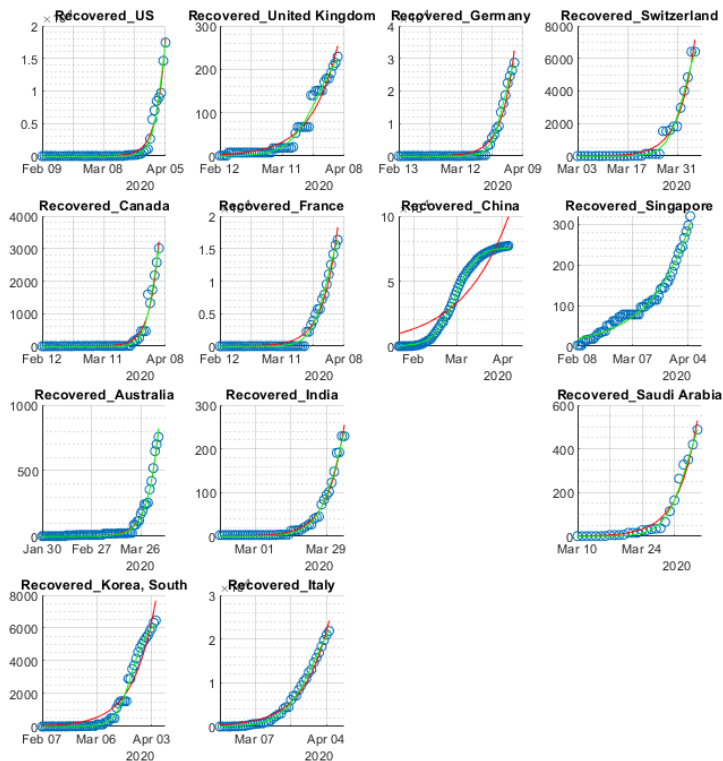 Recovered_US
2
1.5
1
0.5
0
Feb 09
Mar 08
Apr 05
2020
Recovered_United Kingdom
300
200
100
0
Feb 12
Mar 11
Apr 08
2020
Recovered_Germany
4
3
2
1
0
Feb 13
Mar 12
Apr 09
2020
Recovered_Switzerland
8000
6000
4000
2000
0
Mar 03
Mar 17
Mar 31
2020
Recovered_Canada
4000
3000
2000
1000
0
Feb 12
Mar 11
Apr 08
2020
Recovered_France
2
1.5
1
0.5
0
Feb 12
Mar 11
Apr 08
2020
Recovered_China
10
5
0
Feb
Mar
Apr
2020
Recovered_Singapore
300
200
100
0
Feb 08
Mar 07
Apr 04
2020
Recovered_Australia
1000
500
0
Jan 30
Feb 27
Mar 26
2020
Recovered_India
300
200
100
0
Mar 01
Mar 29
2020
Recovered_Saudi Arabia
600
400
200
0
Mar 10
Mar 24
2020
Recovered_Korea, South
8000
6000
4000
2000
0
Feb 07
Mar 06
Apr 03
2020
Recovered_Italy
3
2
1
0
Mar 07
Apr 04
2020